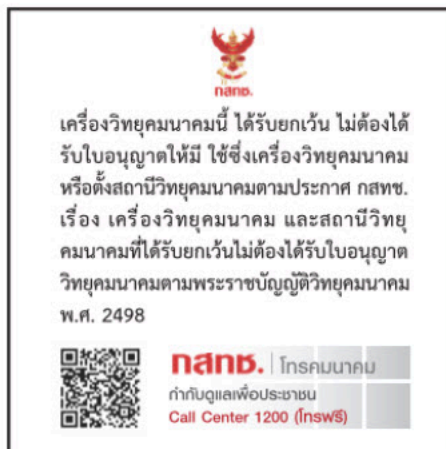 กสทช.
เครื่องวิทยุคมนาคมนี้ ได้รับยกเว้น ไม่ต้องได้
รับใบอนุญาตให้มี ใช้ซึ่งเครื่องวิทยุคมนาคม
หรือตั้งสถานีวิทยุคมนาคมตามประกาศ กสทช.
เรื่อง เครื่องวิทยุคมนาคม และสถานีวิทยุ
คมนาคมที่ได้รับยกเว้นไม่ต้องได้รับใบอนุญาต
วิทยุคมนาคมตามพระราชบัญญัติวิทยุคมนาคม
พ.ศ. 2498
กสทช. | โทรคมนาคม
กำกับดูแลเพื่อประชาชน
Call Center 1200 (โทรฟรี)